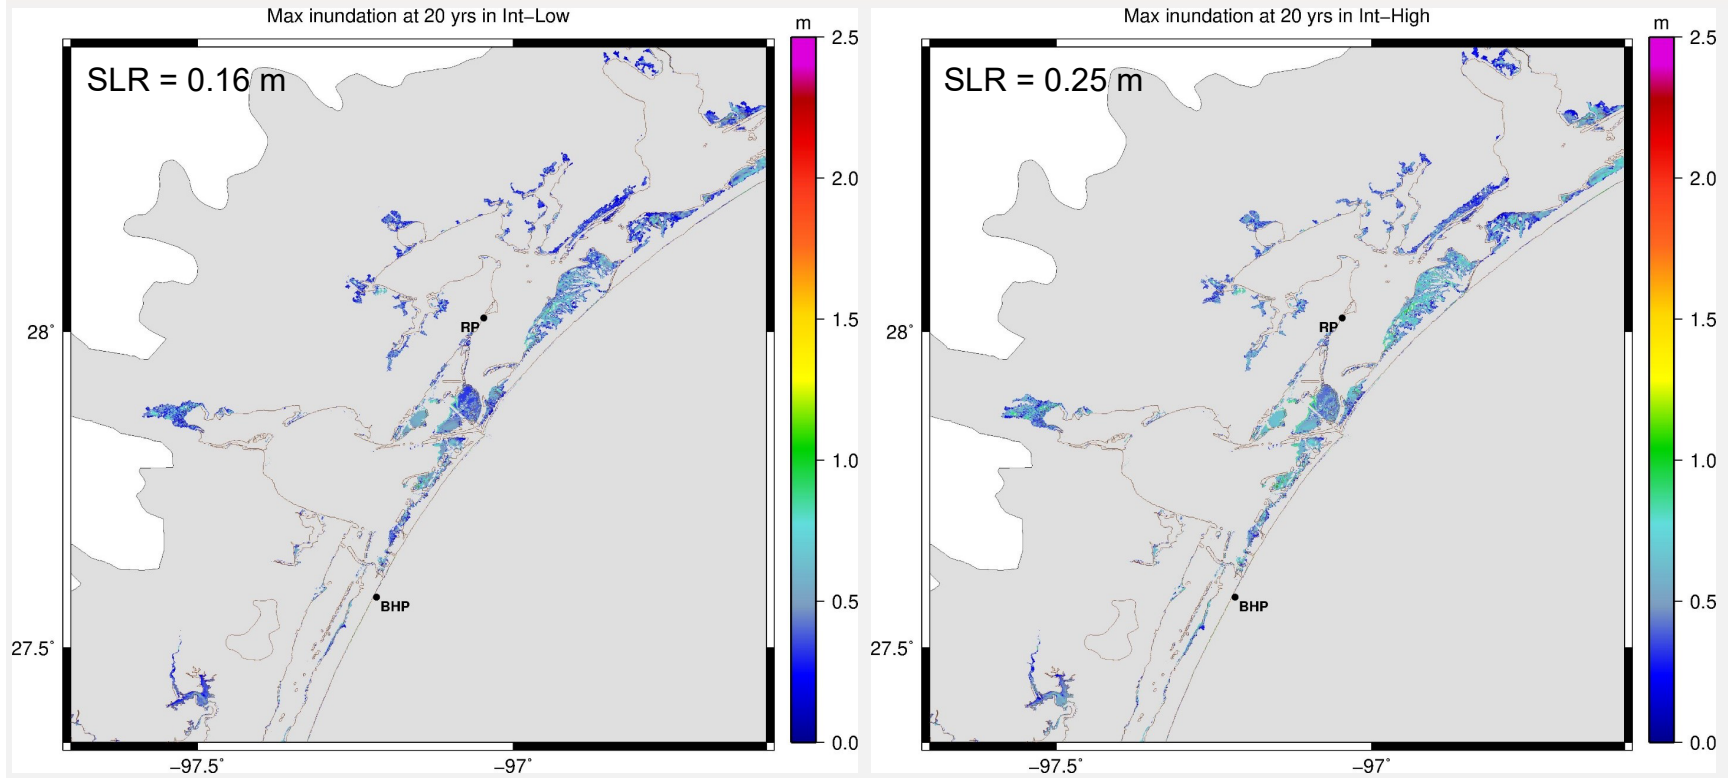 Max inundation at 20 yrs in Int−Low
m
2.5
SLR = 0.16 m
2.0
1.5
28˚
RP
1.0
0.5
BHP
27.5˚
0.0
−97.5˚
−97˚
Max inundation at 20 yrs in Int−High
m
2.5
SLR = 0.25 m
2.0
1.5
28˚
RP
1.0
0.5
BHP
27.5˚
0.0
−97.5˚
−97˚